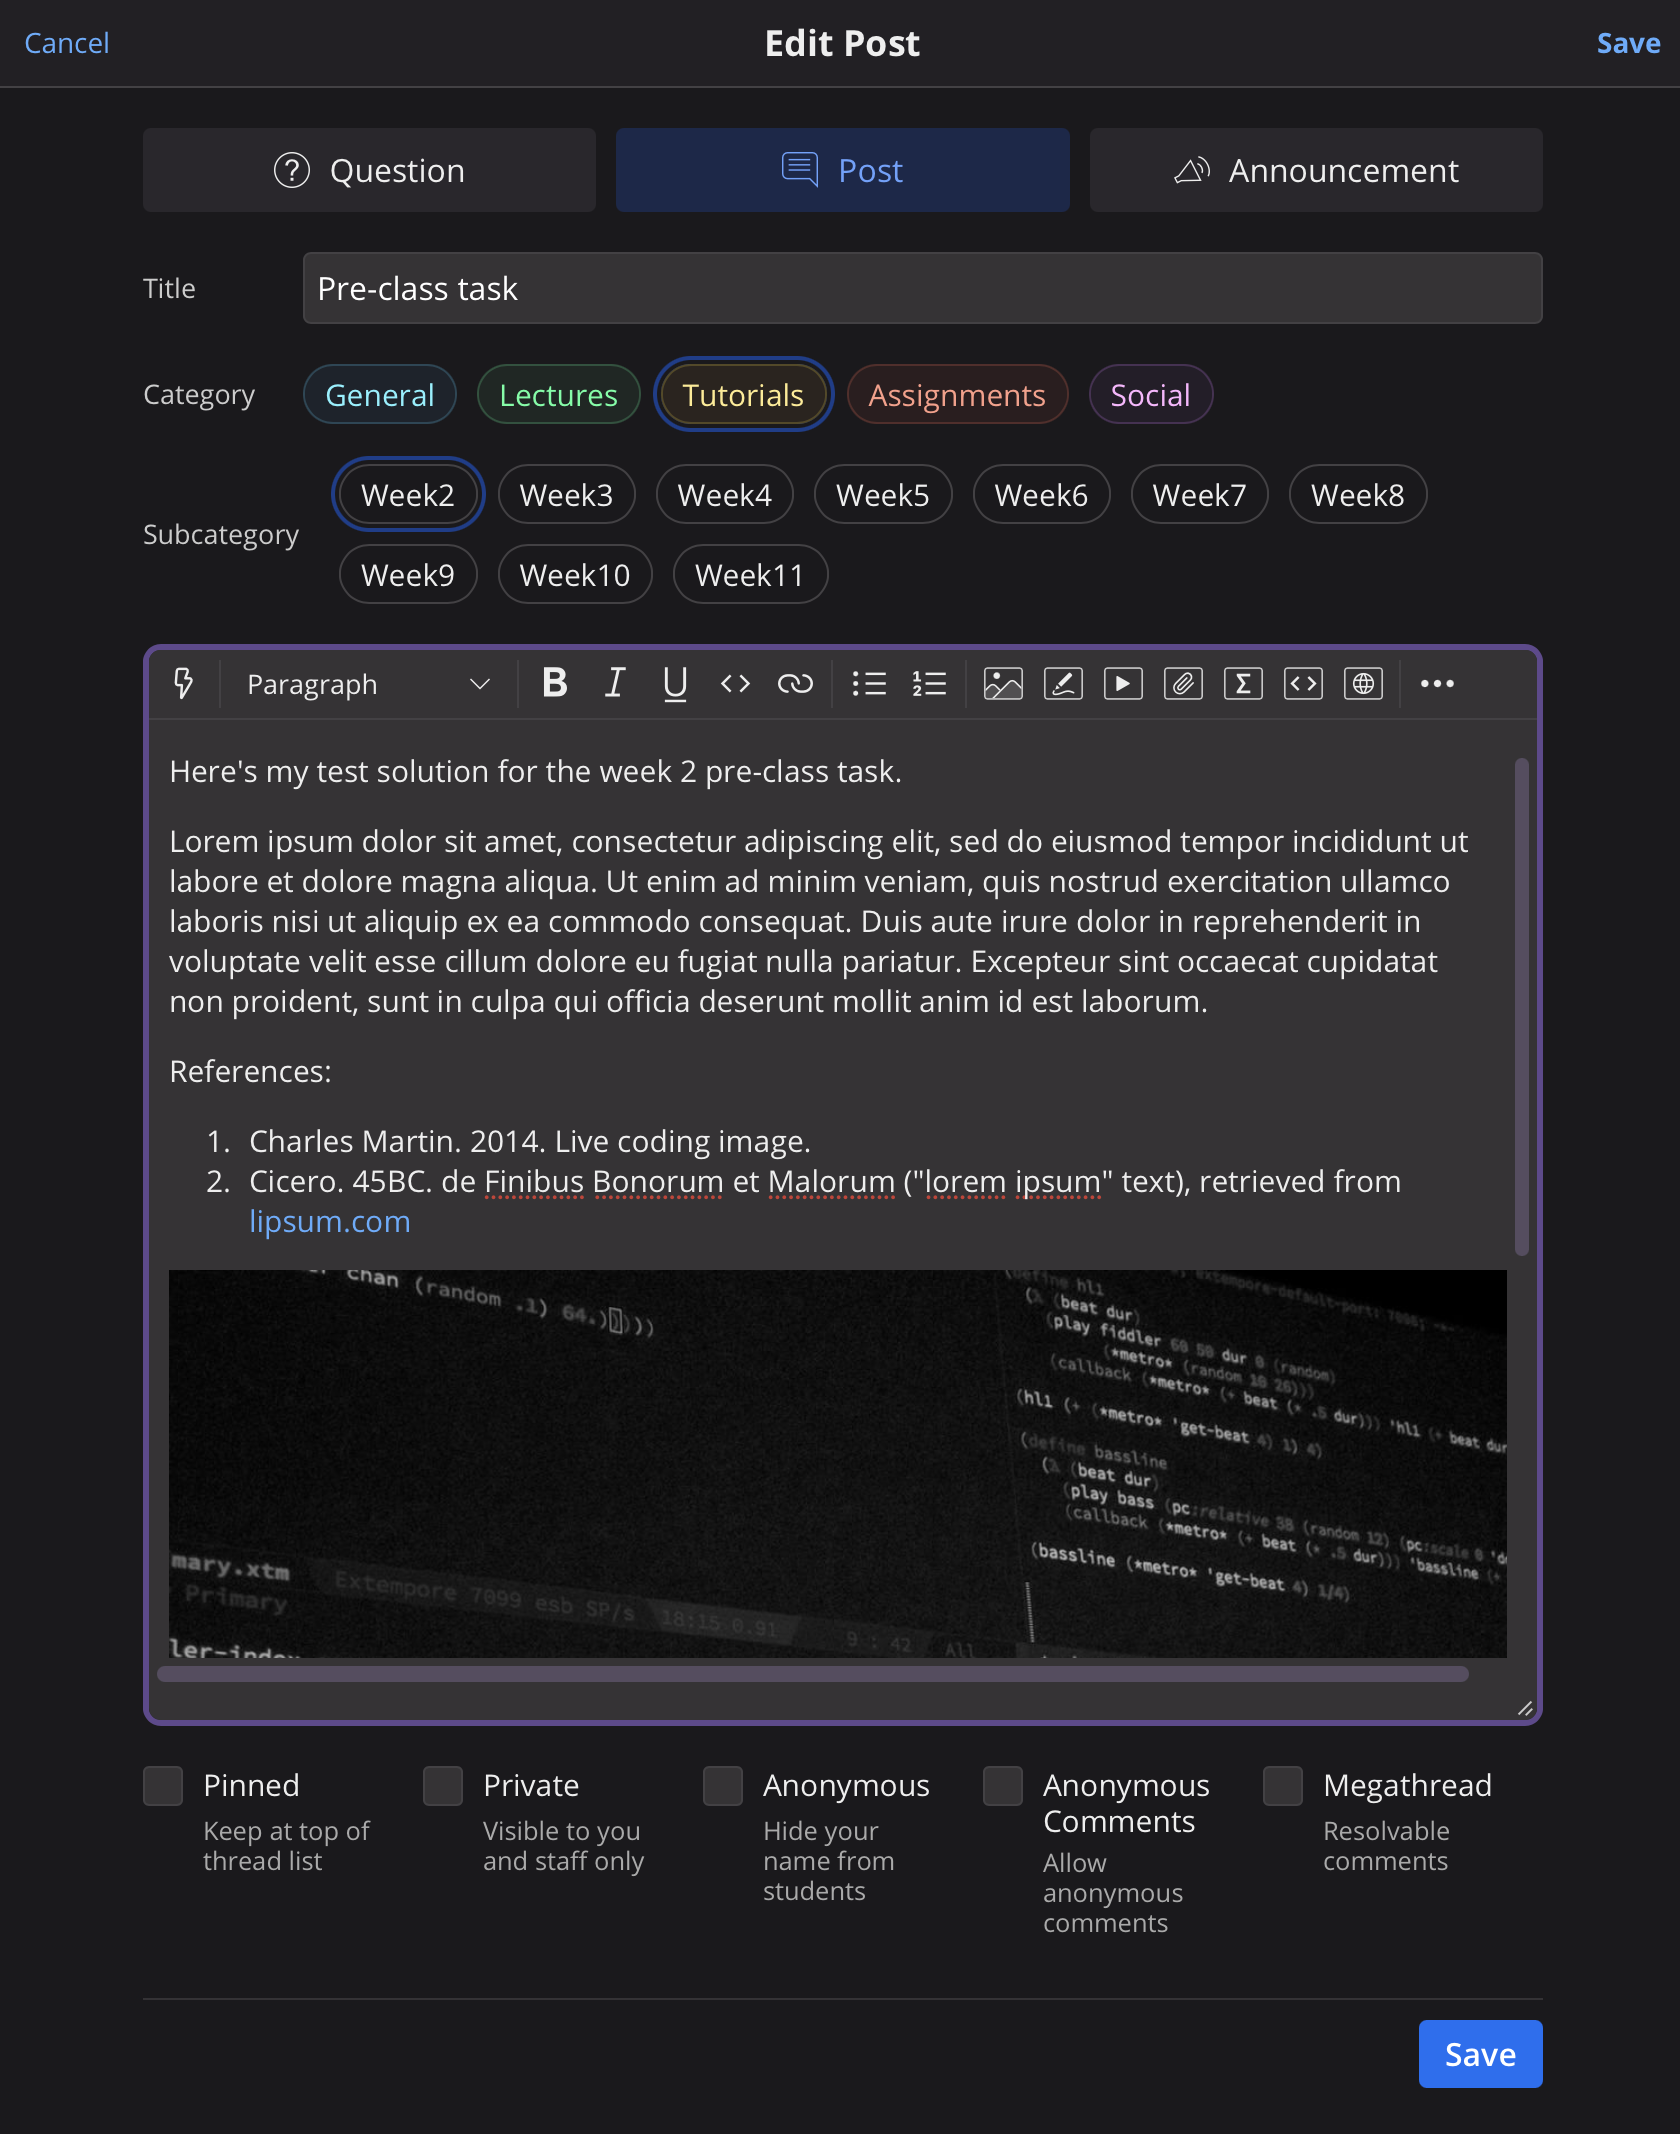 Cancel
Edit Post
Save
Question
Post
Announcement
Title
Pre-class task
Category
General
Lectures
Tutorials
Assignments
Social
Subcategory
Week2
Week3
Week4
Week5
Week6
Week7
Week8
Week9
Week10
Week11
Paragraph
Here's my test solution for the week 2 pre-class task.
Lorem ipsum dolor sit amet, consectetur adipiscing elit, sed do eiusmod tempor incididunt ut
labore et dolore magna aliqua. Ut enim ad minim veniam, quis nostrud exercitation ullamco
laboris nisi ut aliquip ex ea commodo consequat. Duis aute irure dolor in reprehenderit in
voluptate velit esse cillum dolore eu fugiat nulla pariatur. Excepteur sint occaecat cupidatat
non proident, sunt in culpa qui officia deserunt mollit anim id est laborum.
References:
1. Charles Martin. 2014. Live coding image.
2. Cicero. 45BC. de Finibus Bonorum et Malorum ("lorem ipsum" text), retrieved from
lipsum.com
chan (random .1) 64.)))))
(define hl1
(beat dur)
(play fiddler 60 50 dur 0 (random)
(*metro* (random 10 20)))
(callback (*metro* (+ beat (* .5 dur))) 'hl1 (+ beat dur
(hl1 (+ (*metro* 'get-beat 4) 1) 4)
(define bassline
(beat dur)
(play bass (pc:relative 38 (random 12) (pc:scale 0
(callback (*metro* (+ beat (* .5 dur))) 'bassline (+
(bassline (*metro* 'get-beat 4) 1/4)
mary.xtm
Primary
Extempore 7099 esb SP/s 18:15 0.91
9 : 42 All
ler-index
Pinned
Keep at top of
thread list
Private
Visible to you
and staff only
Anonymous
Hide your
name from
students
Anonymous
Comments
Allow
anonymous
comments
Megathread
Resolvable
comments
Save